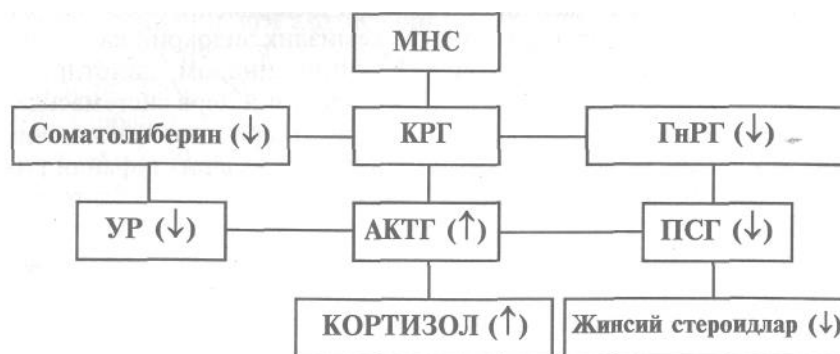 МНС
Соматолиберин (↓)
КРГ
ГнРГ (↓)
УР (↓)
АКТГ (↑)
ПСГ (↓)
КОРТИЗОЛ (↑)
Жинсий стероидлар (↓)